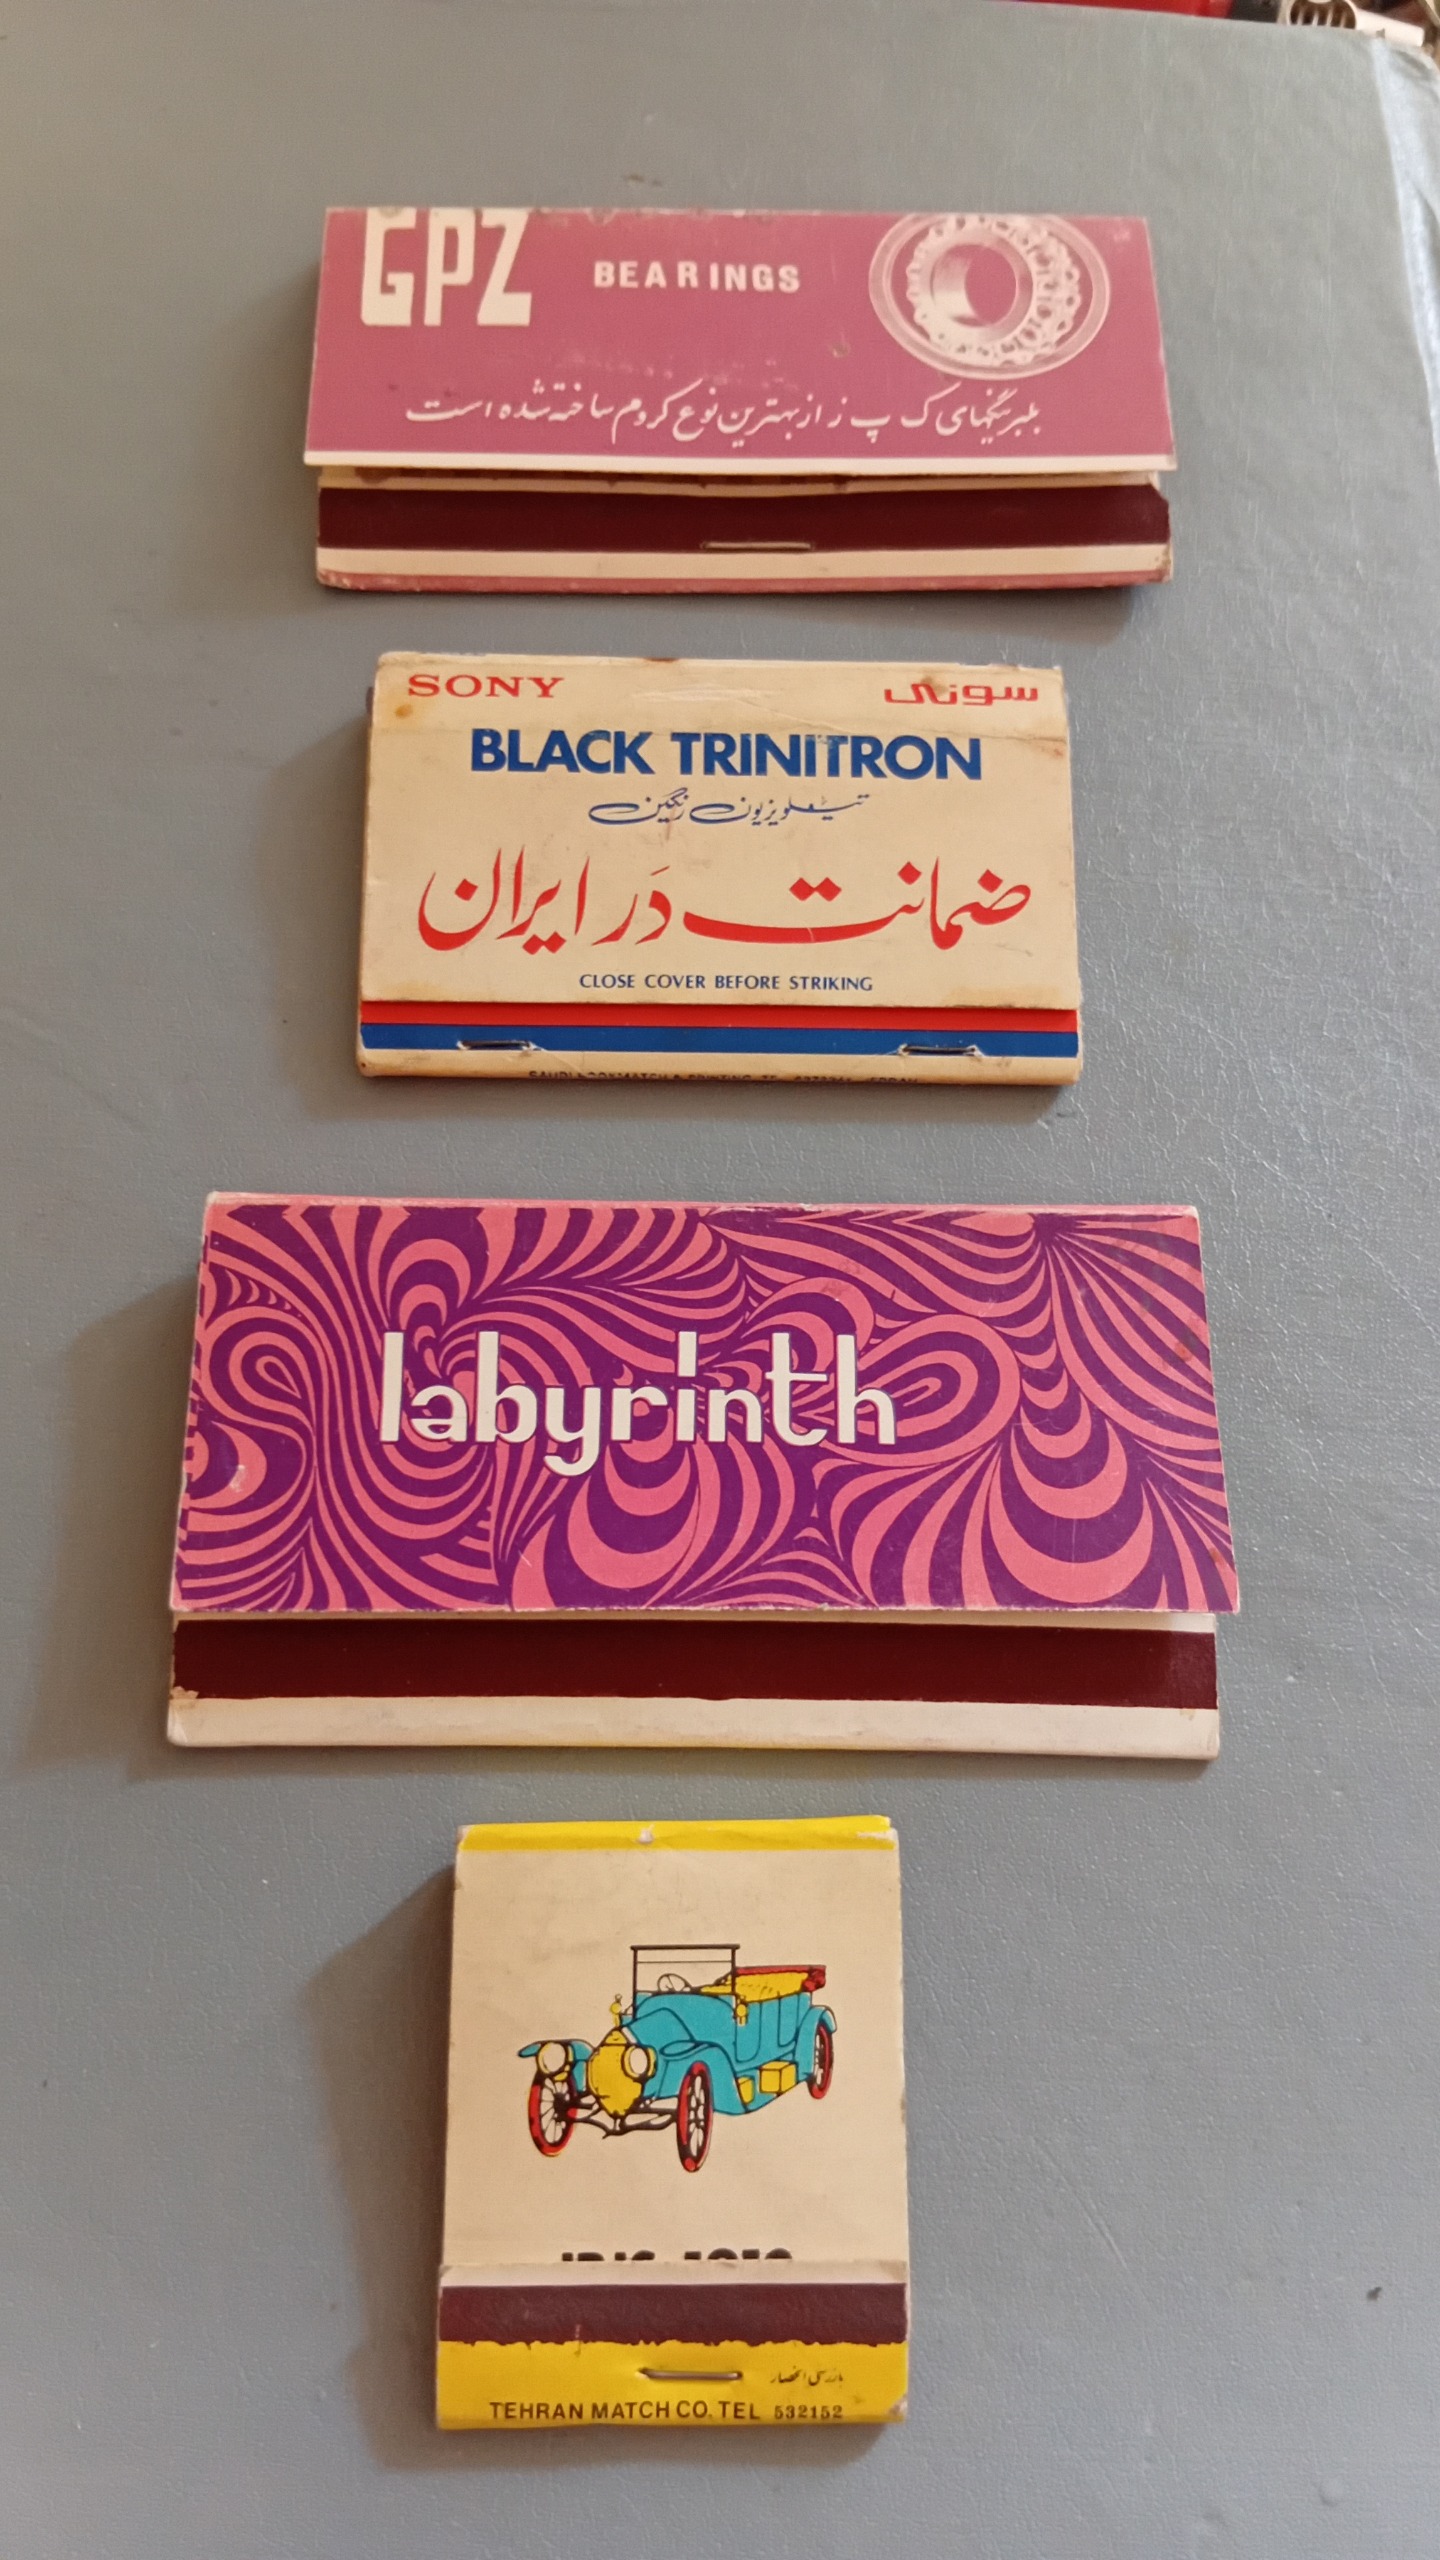 GPZ BEARINGS
بلبرینگهای ک پ ز از بهترین نوع کروم ساخته شده است
SONY سونی
BLACK TRINITRON
تیلویزیون رنگین
ضمانت در ایران
CLOSE COVER BEFORE STRIKING
labyrinth
TEHRAN MATCH CO. TEL 532152